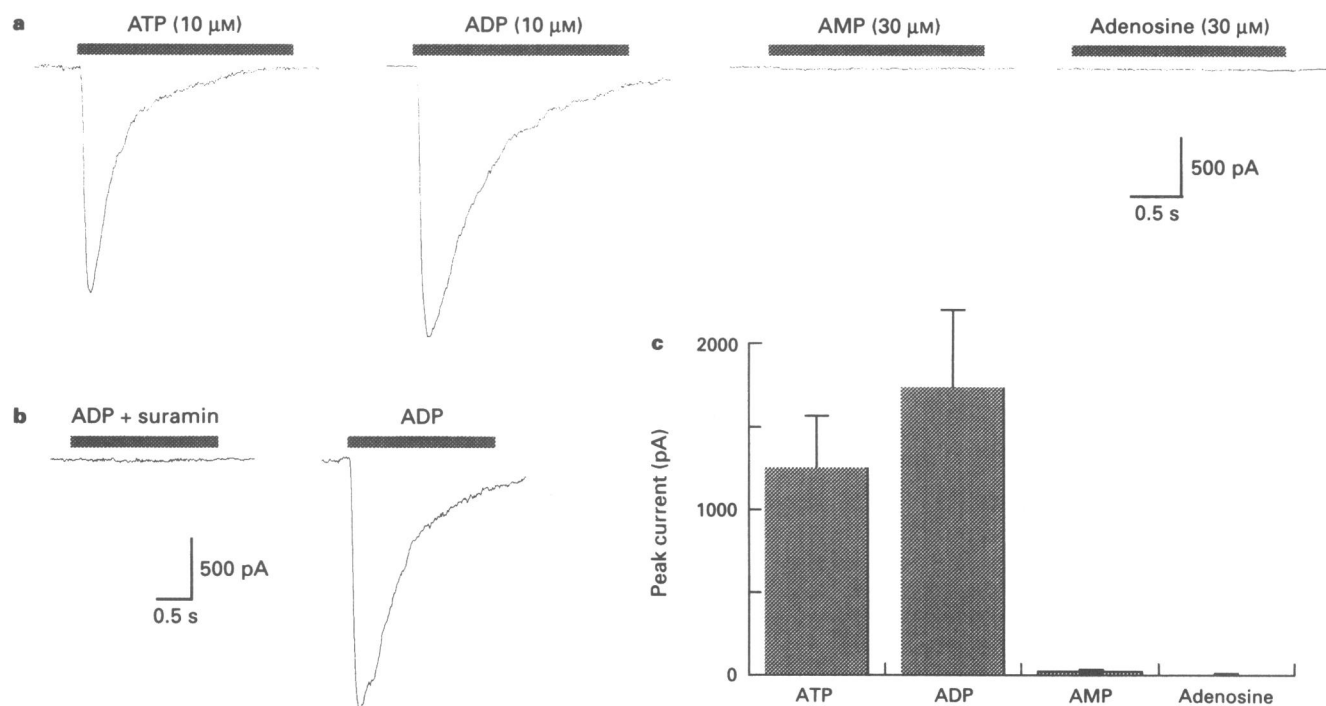 a
ATP (10 μM)
ADP (10 μM)
AMP (30 μM)
Adenosine (30 μM)
500 pA
0.5 s
b
ADP + suramin
ADP
500 pA
0.5 s
c
Peak current (pA)
2000
1000
0
ATP
ADP
AMP
Adenosine